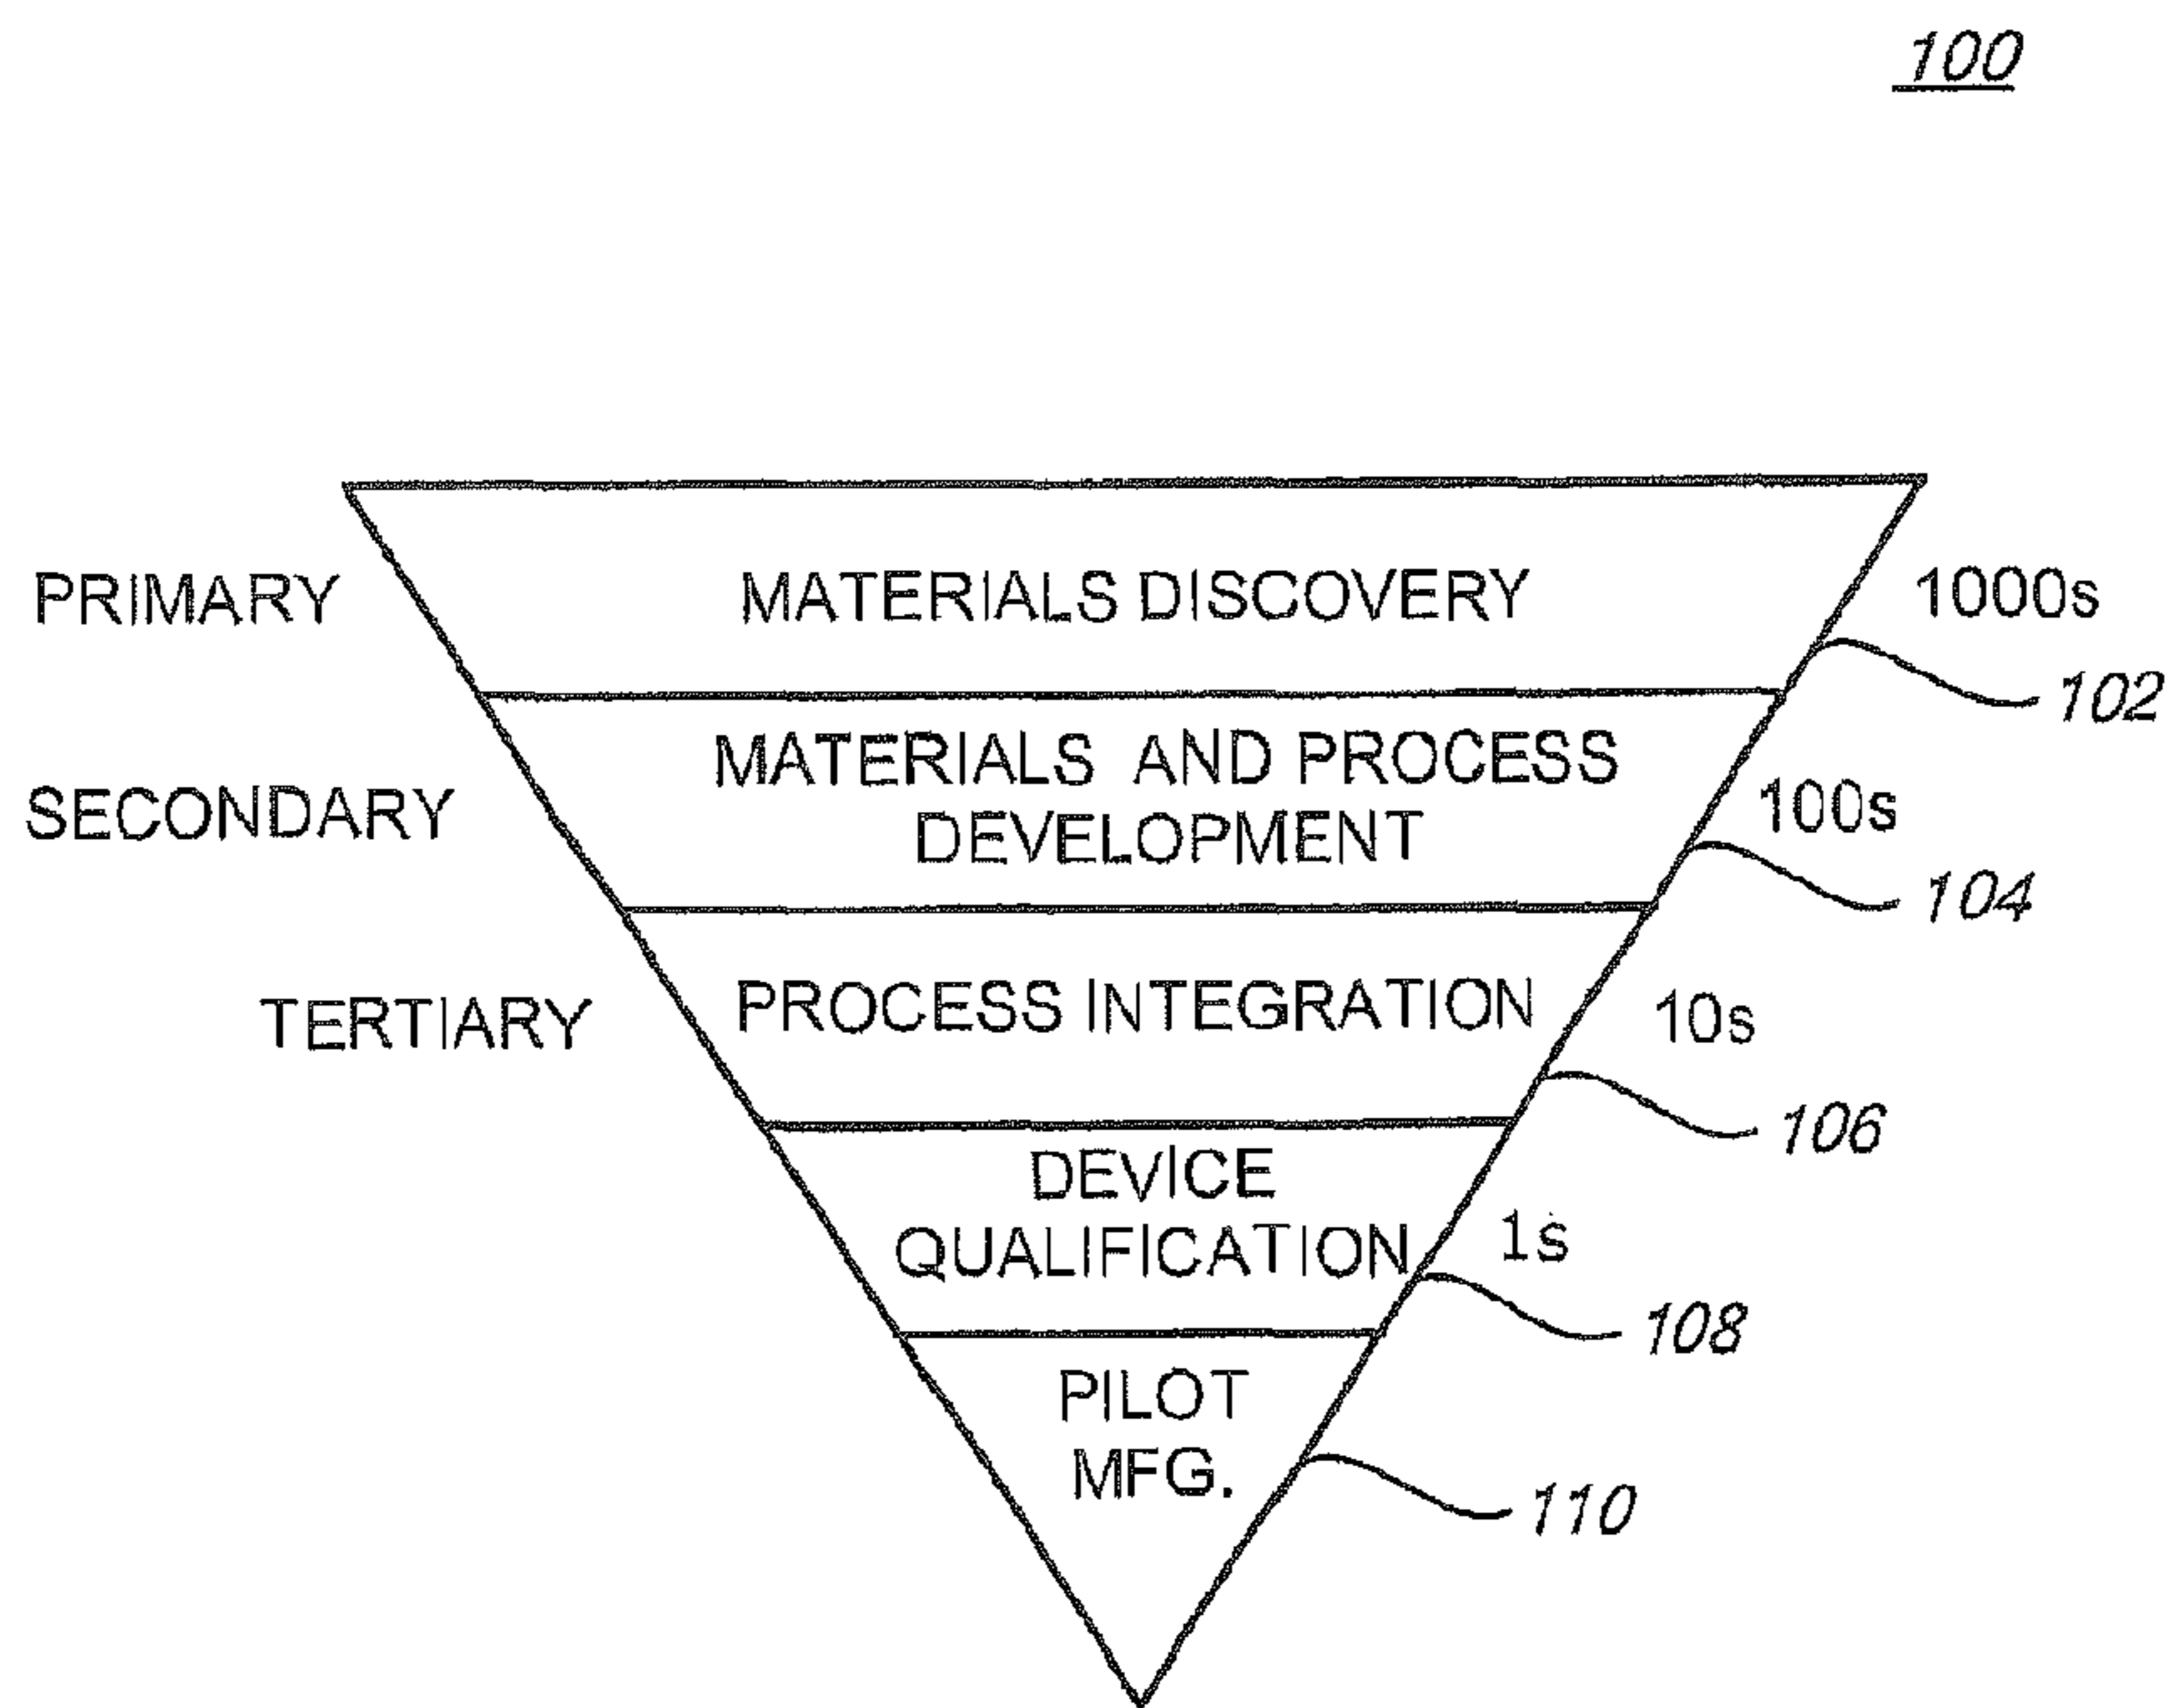 100
PRIMARY
MATERIALS DISCOVERY
1000s
102
MATERIALS AND PROCESS
DEVELOPMENT
SECONDARY
100s
104
TERTIARY
PROCESS INTEGRATION
10s
106
DEVICE
QUALIFICATION
1s
108
PILOT
MFG.
110